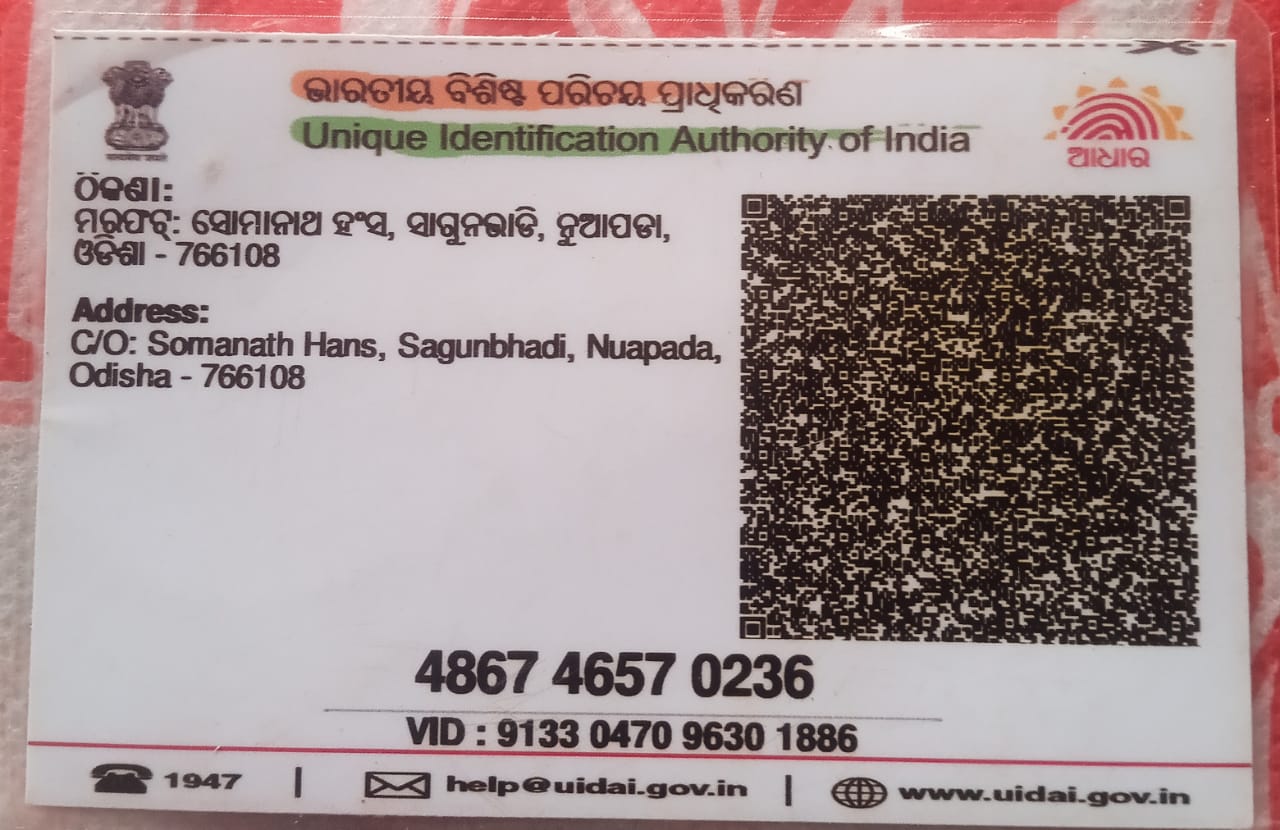 ଭାରତୀୟ ବିଶିଷ୍ଟ ପରିଚୟ ପ୍ରାଧିକରଣ
Unique Identification Authority of India
ଆଧାର
ଠିକଣା:
ମରଫତ୍: ସୋମାନାଥ ହଂସ, ସାଗୁନଭାଡି, ନୁଆପଡା,
ଓଡିଶା - 766108
Address:
C/O: Somanath Hans, Sagunbhadi, Nuapada,
Odisha - 766108
4867 4657 0236
VID : 9133 0470 9630 1886
1947 | help@uidai.gov.in | www.uidai.gov.in